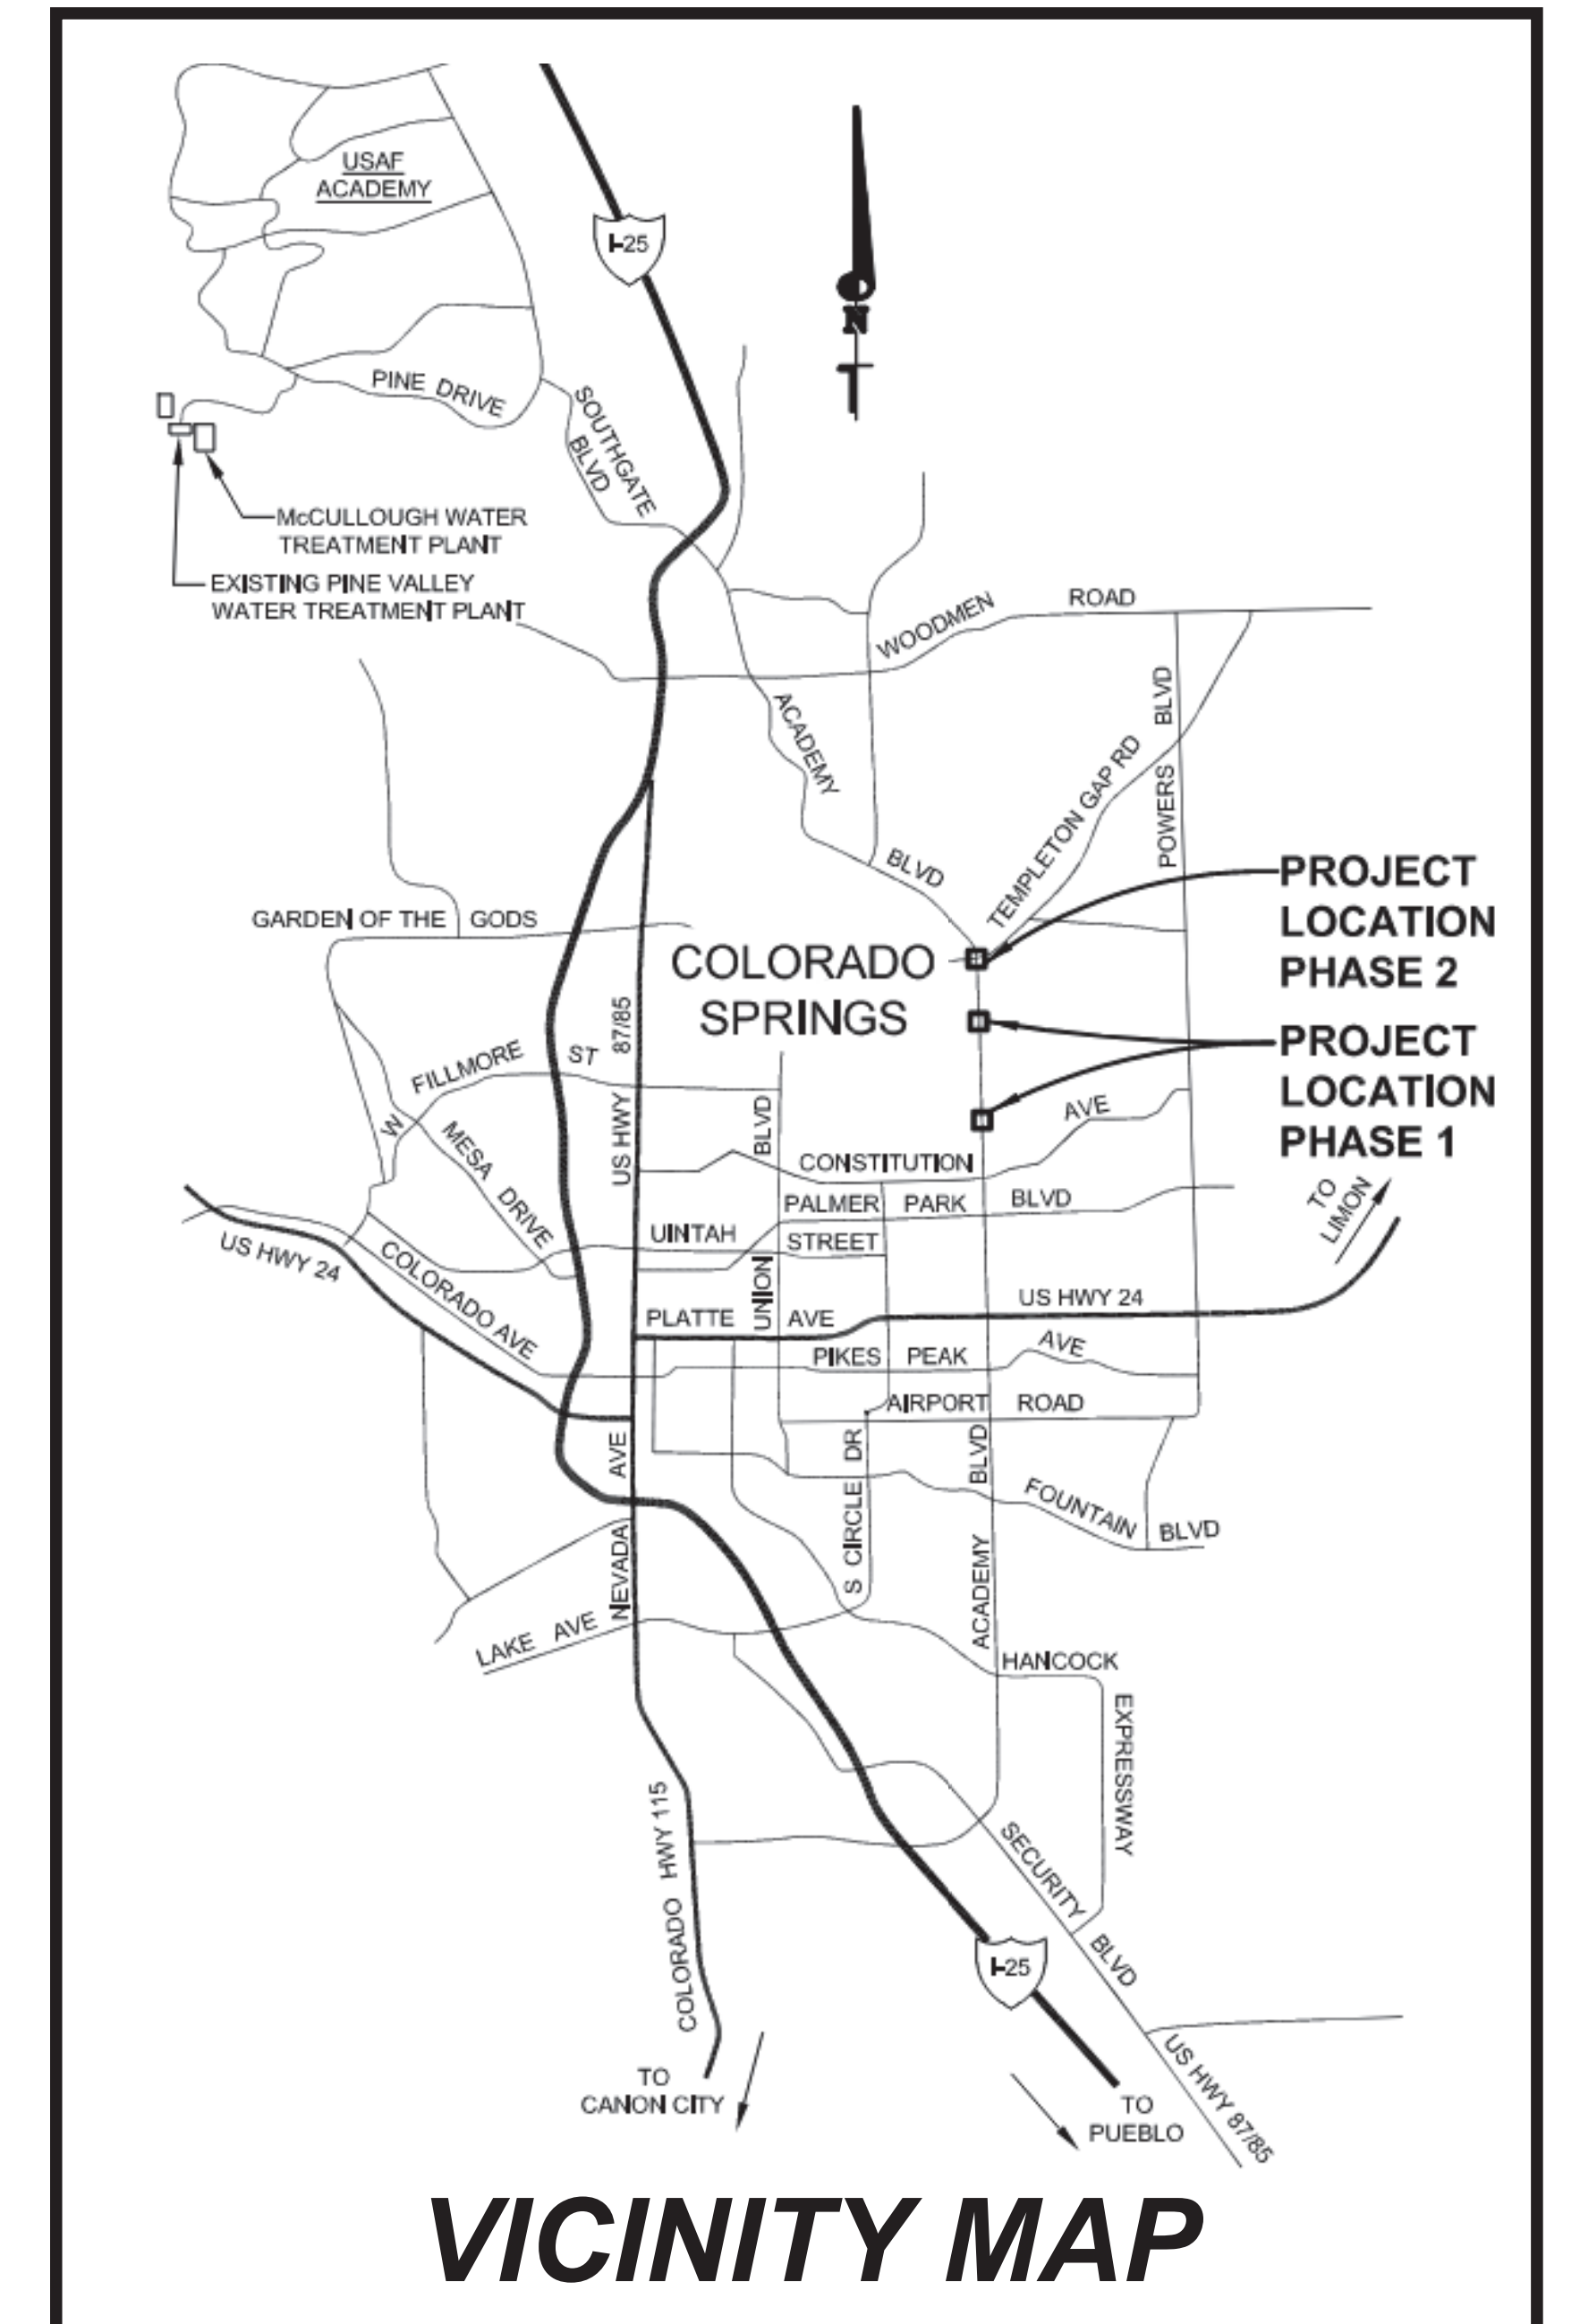 USAF
ACADEMY
I-25
N
PINE DRIVE
SOUTHGATE
BLVD
McCULLOUGH WATER
TREATMENT PLANT
EXISTING PINE VALLEY
WATER TREATMENT PLANT
WOODMEN
ROAD
ACADEMY
BLVD
TEMPLETON GAP RD
POWERS
BLVD
PROJECT
LOCATION
PHASE 2
GARDEN OF THE
GODS
COLORADO
SPRINGS
PROJECT
LOCATION
PHASE 1
US HWY
87/85
W
FILLMORE
ST
MESA DRIVE
UNION
BLVD
AVE
CONSTITUTION
PALMER PARK BLVD
TO
LIMON
UINTAH
STREET
US HWY 24
COLORADO AVE
PLATTE
AVE
US HWY 24
PIKES PEAK
AVE
AIRPORT ROAD
NEVADA
AVE
S CIRCLE DR
ACADEMY
BLVD
FOUNTAIN
BLVD
LAKE AVE
HANCOCK
EXPRESSWAY
COLORADO HWY 115
SECURITY
BLVD
I-25
US HWY 87/85
TO
CANON CITY
TO
PUEBLO
VICINITY MAP